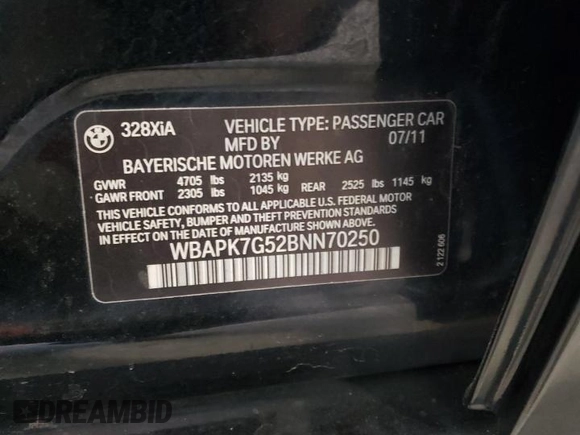 BMW
328XiA VEHICLE TYPE: PASSENGER CAR
MFD BY 07/11
BAYERISCHE MOTOREN WERKE AG
GVWR 4705 lbs 2135 kg
GAWR FRONT 2305 lbs 1045 kg REAR 2525 lbs 1145 kg
THIS VEHICLE CONFORMS TO ALL APPLICABLE U.S. FEDERAL MOTOR
VEHICLE SAFETY, BUMPER AND THEFT PREVENTION STANDARDS
IN EFFECT ON THE DATE OF MANUFACTURE SHOWN ABOVE.
WBAPK7G52BNN70250
2 122 606
DREAMBID